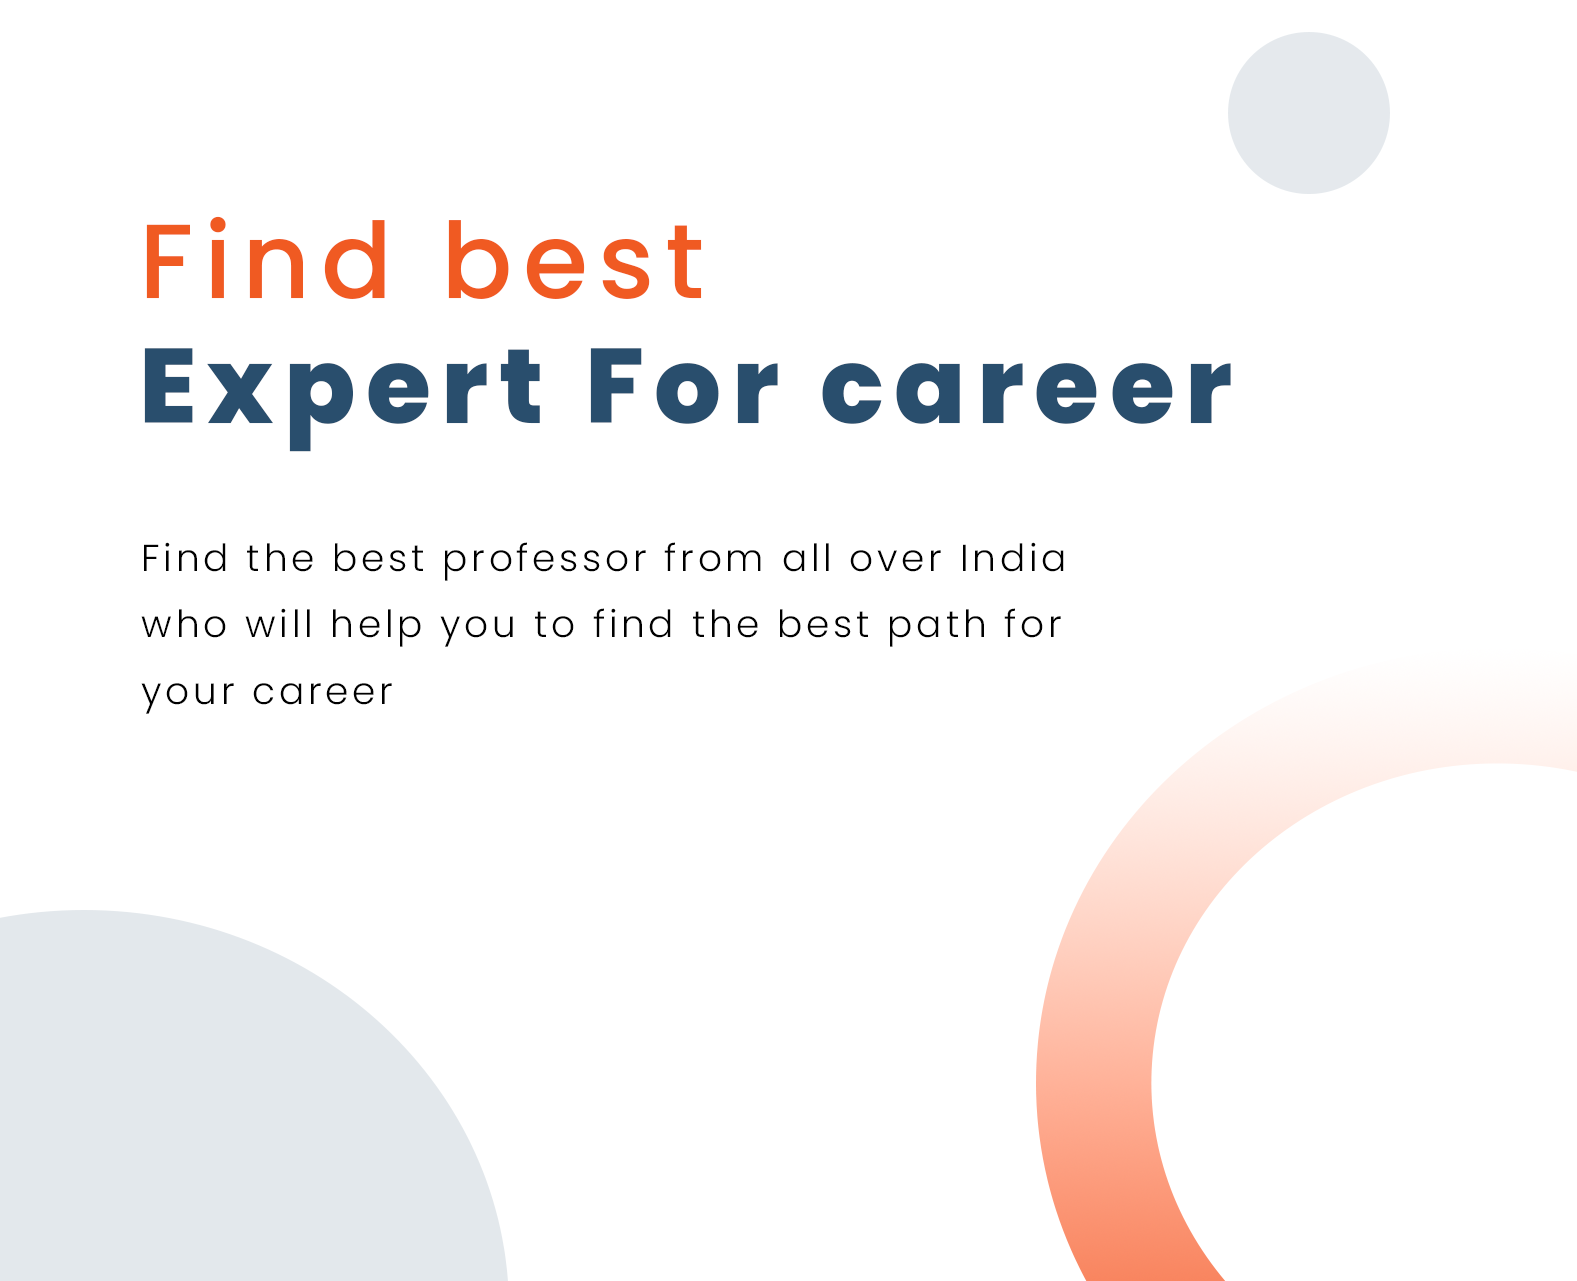 Find best
Expert For career
Find the best professor from all over India
who will help you to find the best path for
your career